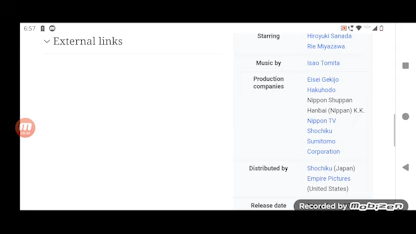 6:57
External links
Starring
Hiroyuki Sanada
Rie Miyazawa
Music by
Isao Tomita
Production
companies
Eisei Gekijo
Hakuhodo
Nippon Shuppan
Hanbai (Nippan) K.K.
Nippon TV
Shochiku
Sumitomo
Corporation
Distributed by
Shochiku (Japan)
Empire Pictures
(United States)
Release date
Recorded by Mobizen